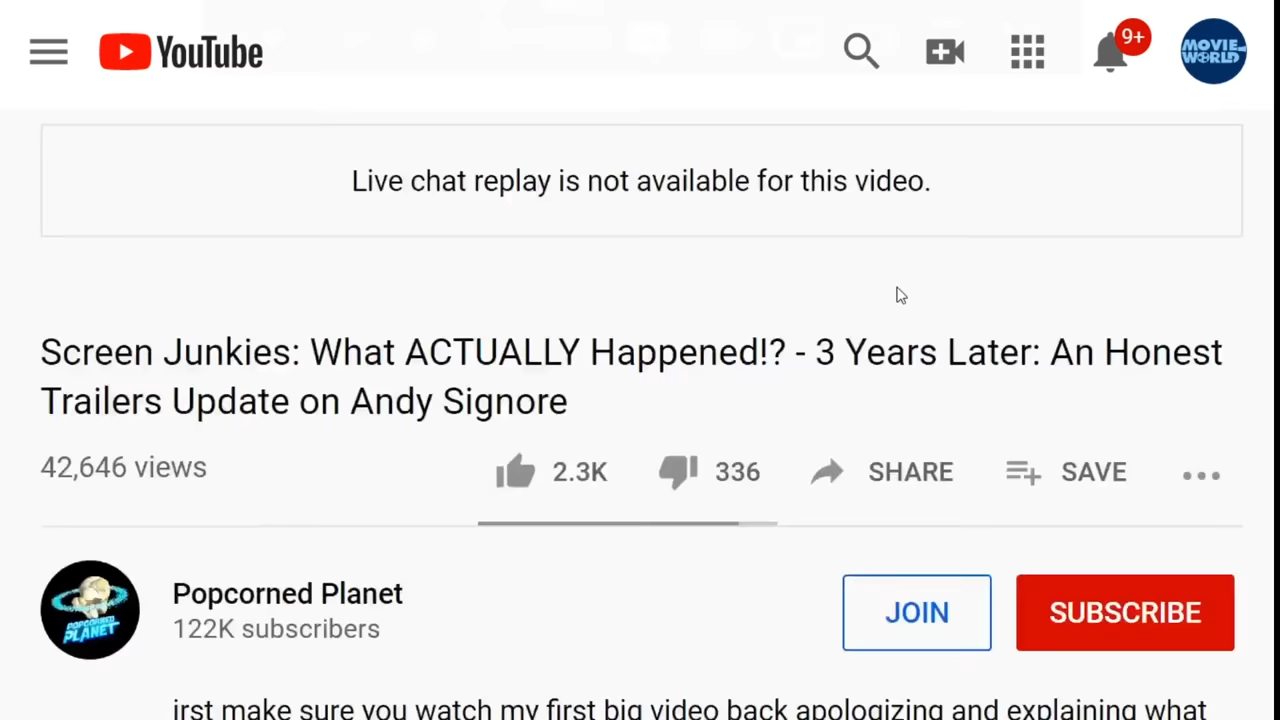 YouTube
9+
MOVIE
WORLD
Live chat replay is not available for this video.
Screen Junkies: What ACTUALLY Happened!? - 3 Years Later: An Honest
Trailers Update on Andy Signore
42,646 views
2.3K
336
SHARE
SAVE
POPCORNED
PLANET
Popcorned Planet
122K subscribers
JOIN
SUBSCRIBE
irst make sure you watch my first big video back apologizing and explaining what